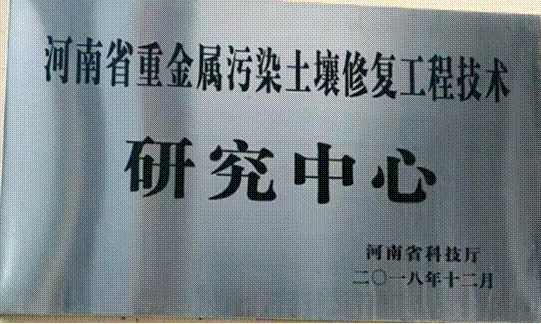 河南省重金属污染土壤修复工程技术
研究中心
河南省科技厅
二〇一八年十二月